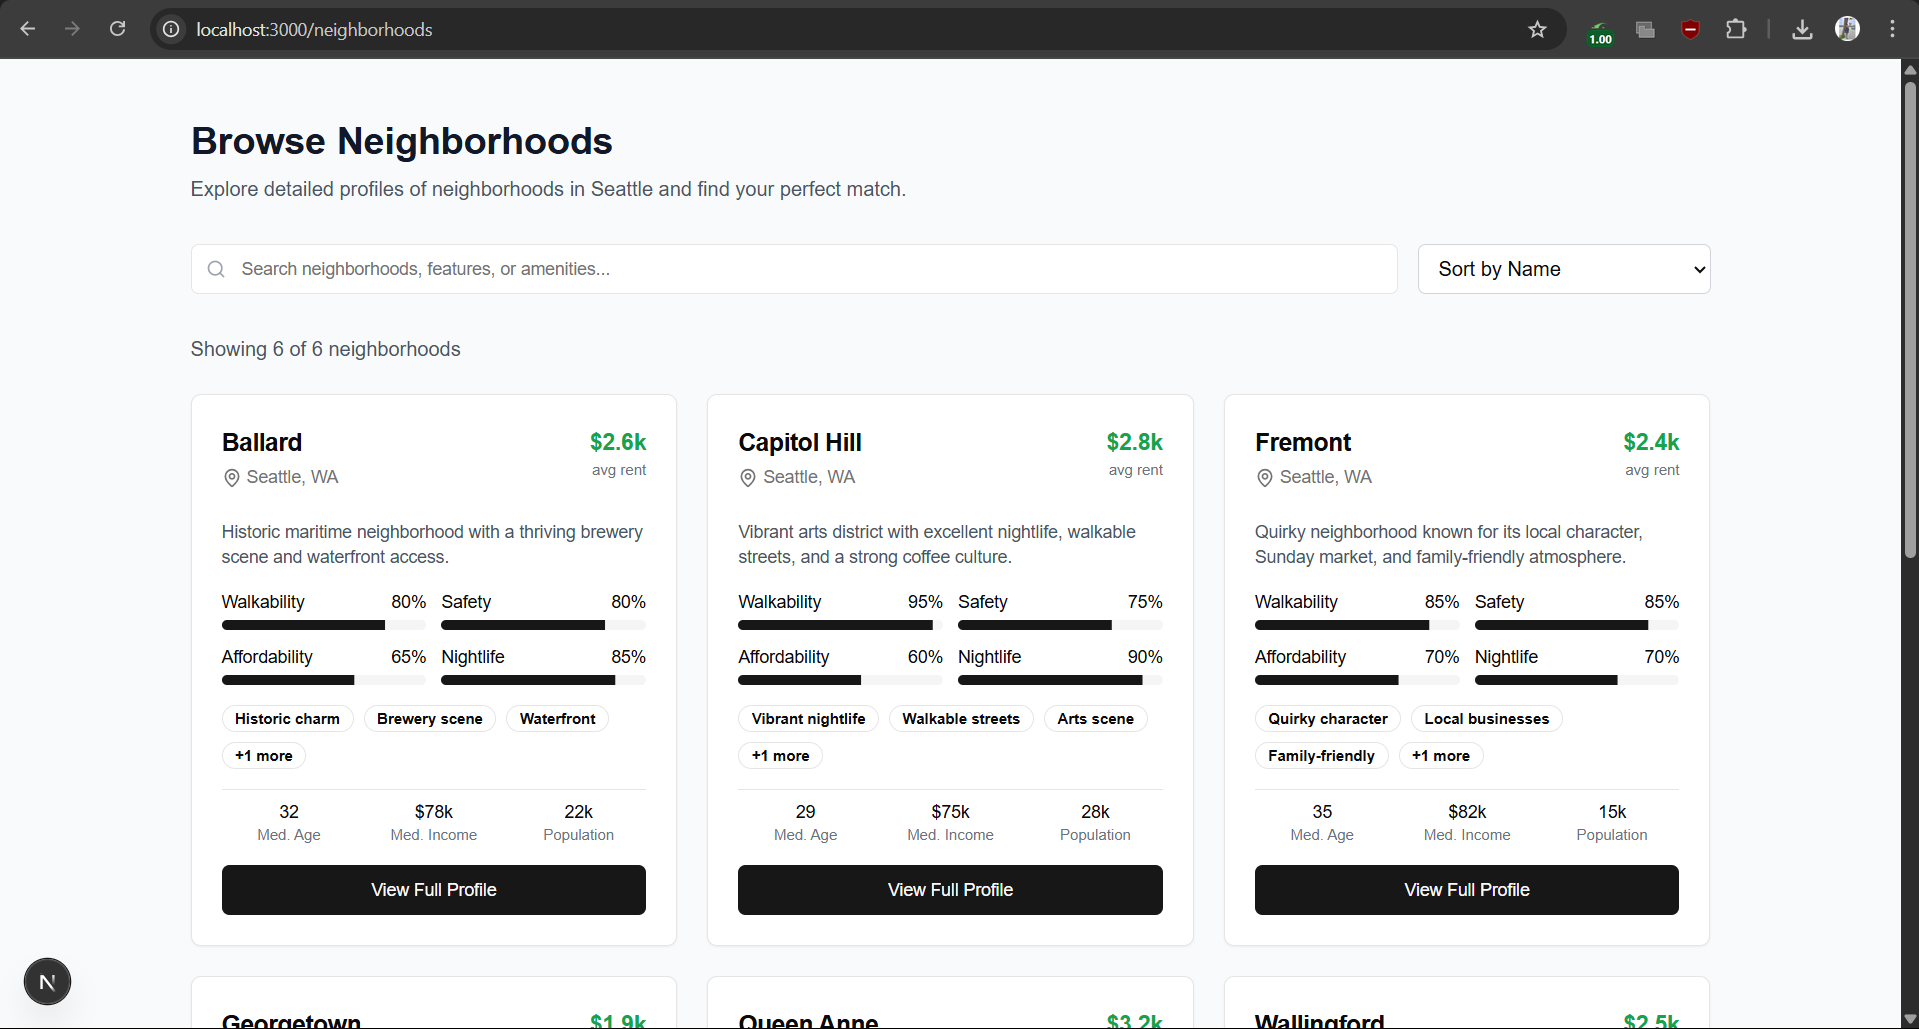 localhost:3000/neighborhoods
1.00
Browse Neighborhoods
Explore detailed profiles of neighborhoods in Seattle and find your perfect match.
Search neighborhoods, features, or amenities...
Sort by Name
Showing 6 of 6 neighborhoods
Ballard
$2.6k
Seattle, WA
avg rent
Historic maritime neighborhood with a thriving brewery
scene and waterfront access.
Walkability 80% Safety 80%
Affordability 65% Nightlife 85%
Historic charm Brewery scene Waterfront
+1 more
32 $78k 22k
Med. Age Med. Income Population
View Full Profile
Capitol Hill
$2.8k
Seattle, WA
avg rent
Vibrant arts district with excellent nightlife, walkable
streets, and a strong coffee culture.
Walkability 95% Safety 75%
Affordability 60% Nightlife 90%
Vibrant nightlife Walkable streets Arts scene
+1 more
29 $75k 28k
Med. Age Med. Income Population
View Full Profile
Fremont
$2.4k
Seattle, WA
avg rent
Quirky neighborhood known for its local character,
Sunday market, and family-friendly atmosphere.
Walkability 85% Safety 85%
Affordability 70% Nightlife 70%
Quirky character Local businesses
Family-friendly +1 more
35 $82k 15k
Med. Age Med. Income Population
View Full Profile
Georgetown $1.9k
Queen Anne $3.2k
Wallingford $2.5k
N